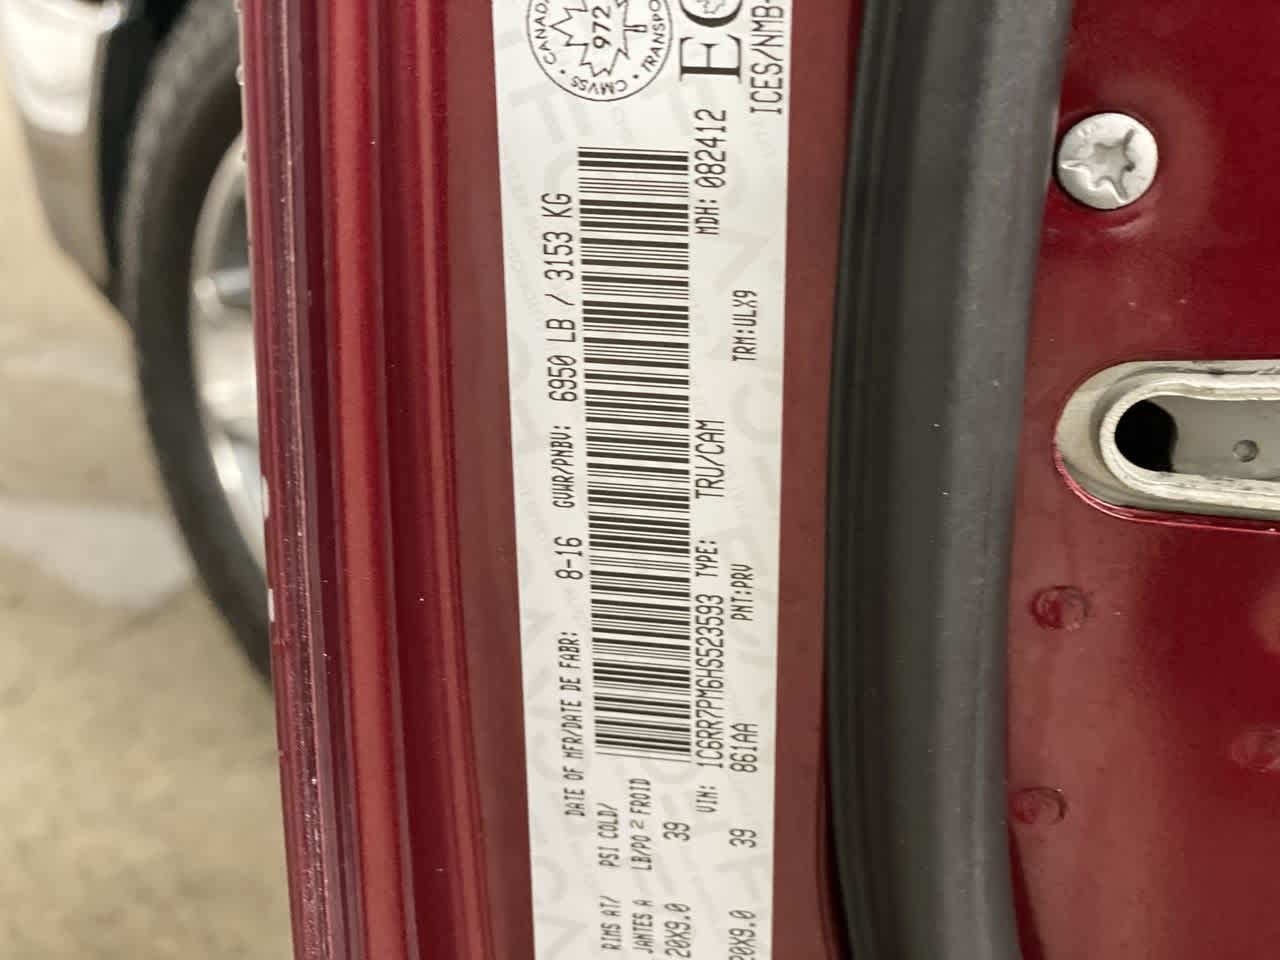 CANADA
972
TRANSPO
CMVSS
DATE OF MFR/DATE DE FABR: 8-16 GVWR/PNBV: 6950 LB / 3153 KG
RIMS AT/ PSI COLD/
JANTES A LB/PO 2 FROID
20X9.0 39
VIN: 1C6RR7PM6HS523593 TYPE: TRU/CAM MDH: 082412
20X9.0 39 861AA PNT:PRV TRM:ULX9
ICES/NMB-